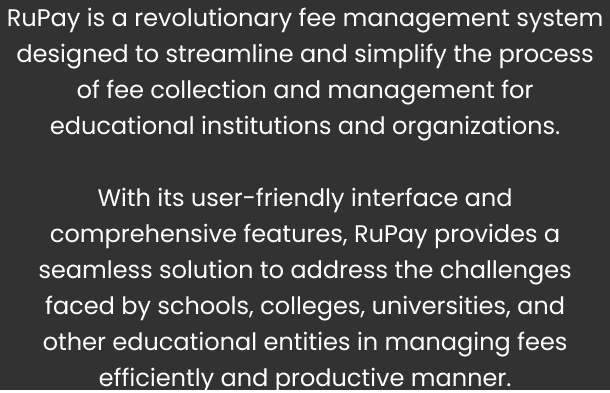 RuPay is a revolutionary fee management system
designed to streamline and simplify the process
of fee collection and management for
educational institutions and organizations.
With its user-friendly interface and
comprehensive features, RuPay provides a
seamless solution to address the challenges
faced by schools, colleges, universities, and
other educational entities in managing fees
efficiently and productive manner.